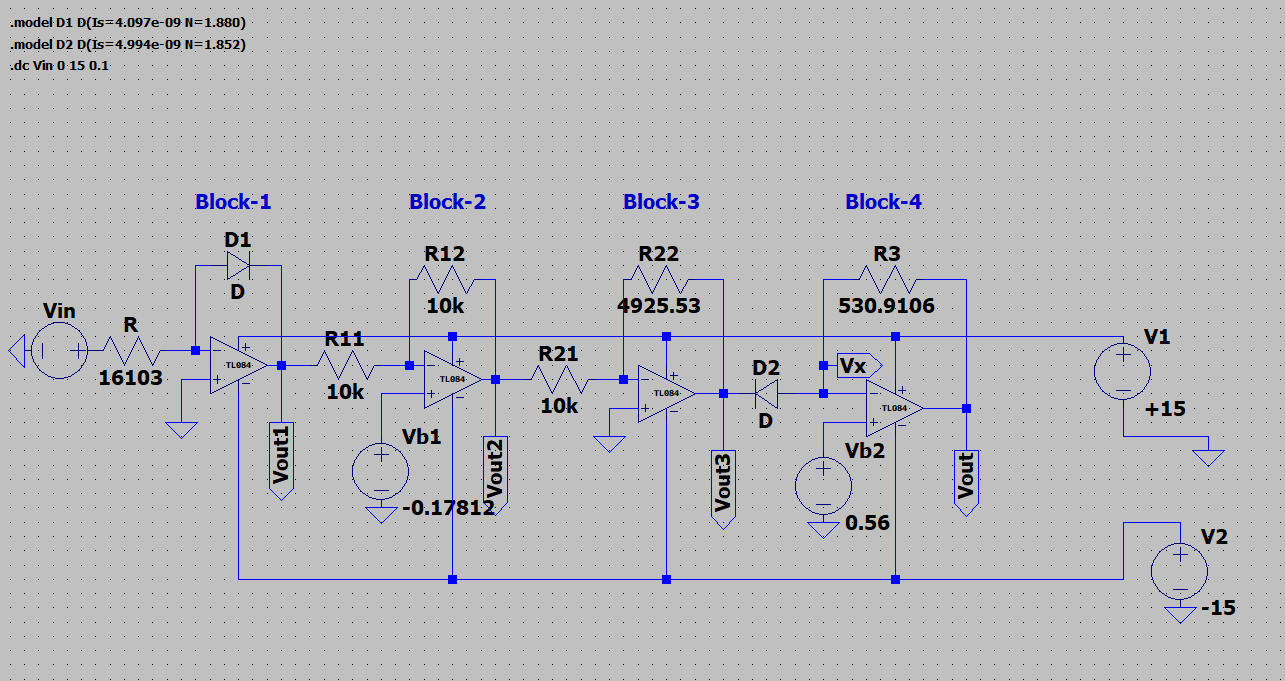 .model D1 D(Is=4.097e-09 N=1.880)
.model D2 D(Is=4.994e-09 N=1.852)
.dc Vin 0 15 0.1
Block-1
Block-2
Block-3
Block-4
D1
D
R12
10k
R22
4925.53
R3
530.9106
Vin
R
16103
TL084
R11
10k
TL084
R21
10k
TL084
D2
D
Vx
TL084
V1
+15
Vout1
Vb1
-0.17812
Vout2
Vout3
Vb2
0.56
Vout
V2
-15